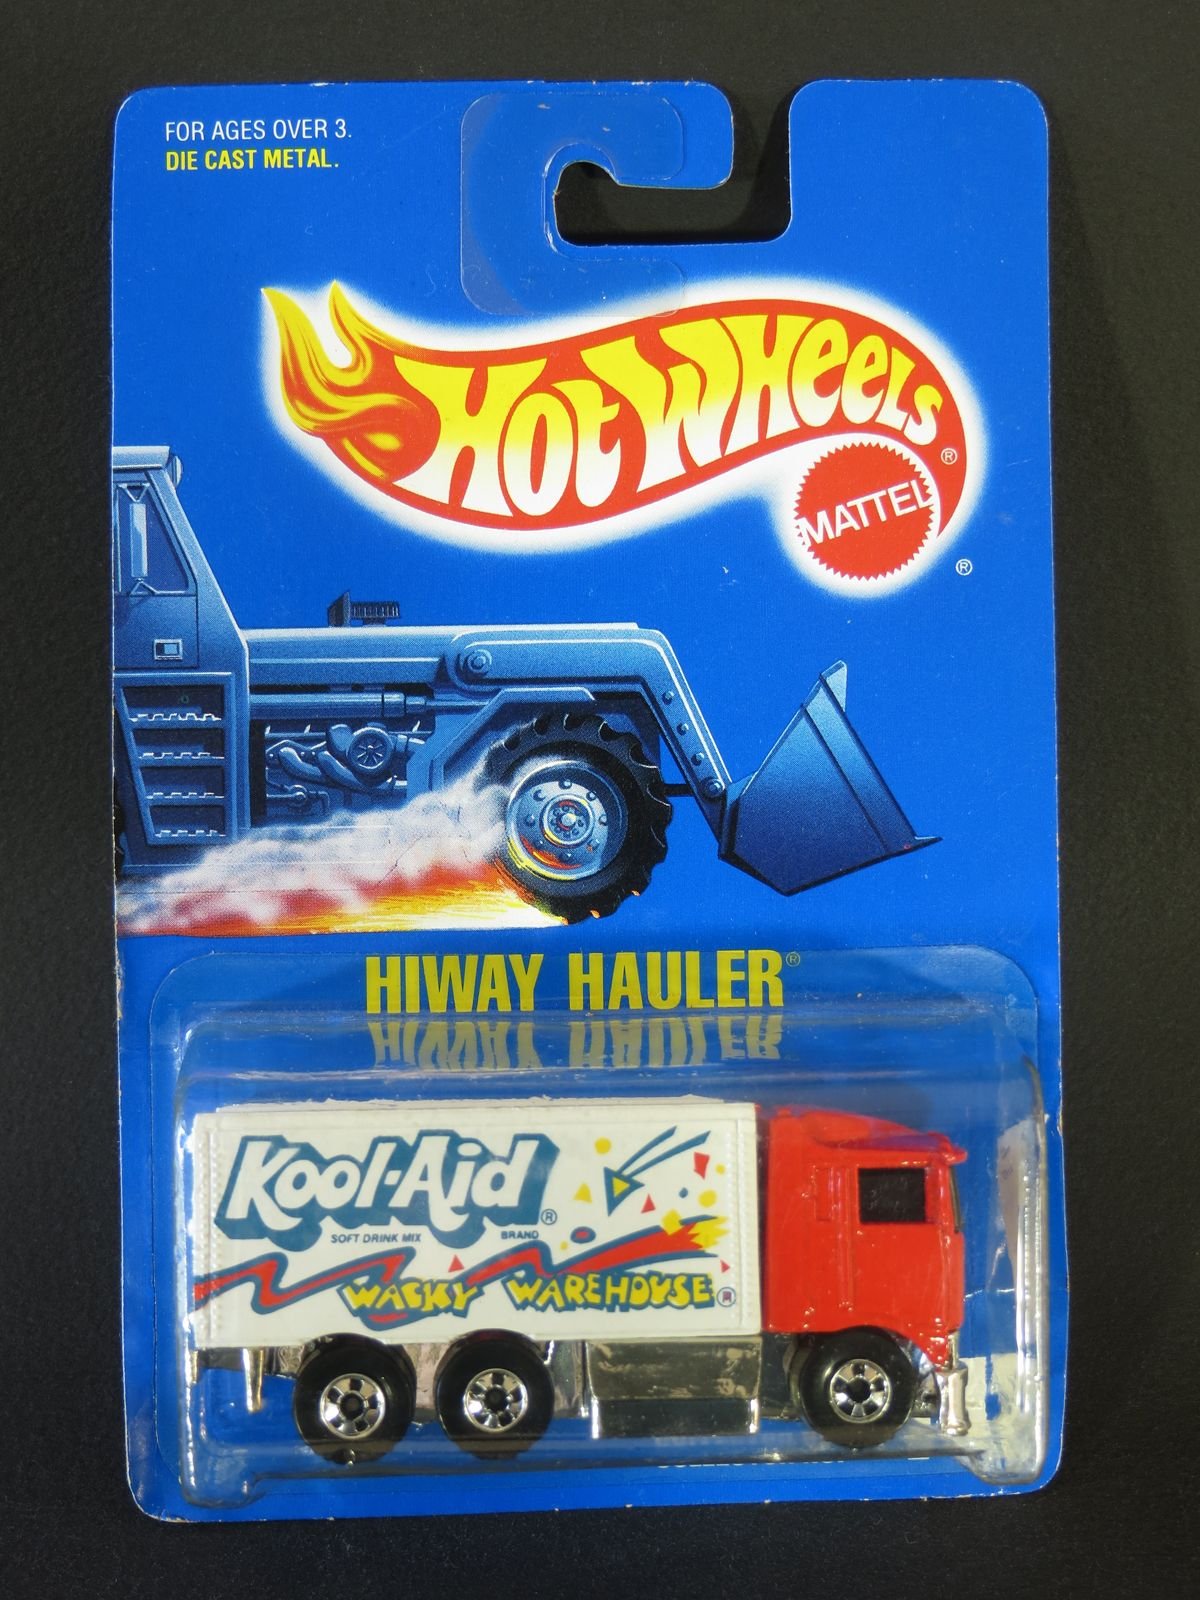 FOR AGES OVER 3.
DIE CAST METAL.
HOT WHEELS®
MATTEL
®
HIWAY HAULER®
Kool-Aid®
SOFT DRINK MIX BRAND
WACKY WAREHOUSE®